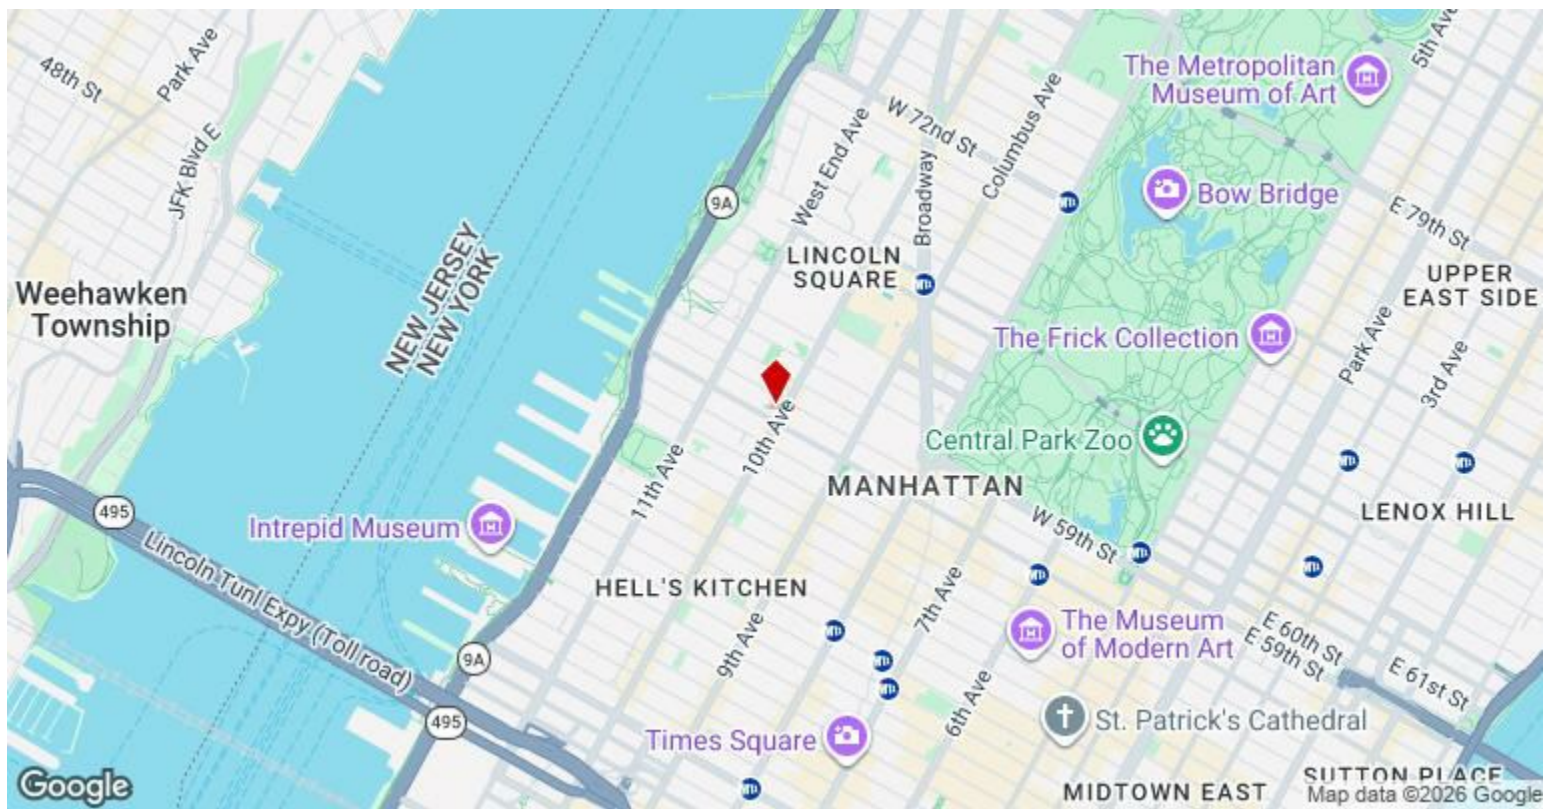 48th St
Park Ave
JFK Blvd E
NEW JERSEY
NEW YORK
Weehawken
Township
9A
West End Ave
W 72nd St
Broadway
Columbus Ave
The Metropolitan
Museum of Art
5th Ave
Bow Bridge
E 79th St
LINCOLN
SQUARE
UPPER
EAST SIDE
The Frick Collection
Park Ave
3rd Ave
10th Ave
Central Park Zoo
11th Ave
MANHATTAN
495
Intrepid Museum
W 59th St
LENOX HILL
Lincoln Tunl Expy (Toll road)
HELL'S KITCHEN
7th Ave
9th Ave
The Museum
of Modern Art
E 60th St
E 59th St
E 61st St
9A
495
6th Ave
St. Patrick's Cathedral
Times Square
MIDTOWN EAST
SUTTON PLACE
Google
Map data ©2026 Google